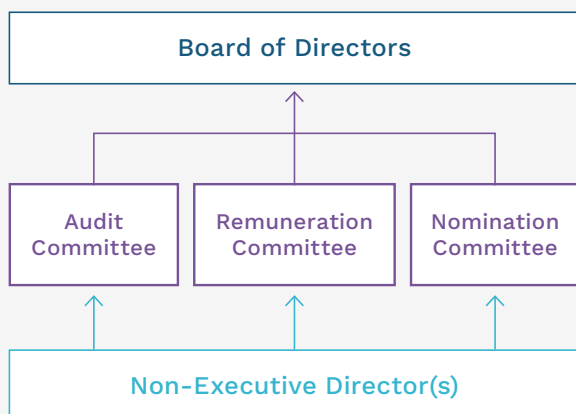 Board of Directors
Audit
Committee
Remuneration
Committee
Nomination
Committee
Non-Executive Director(s)